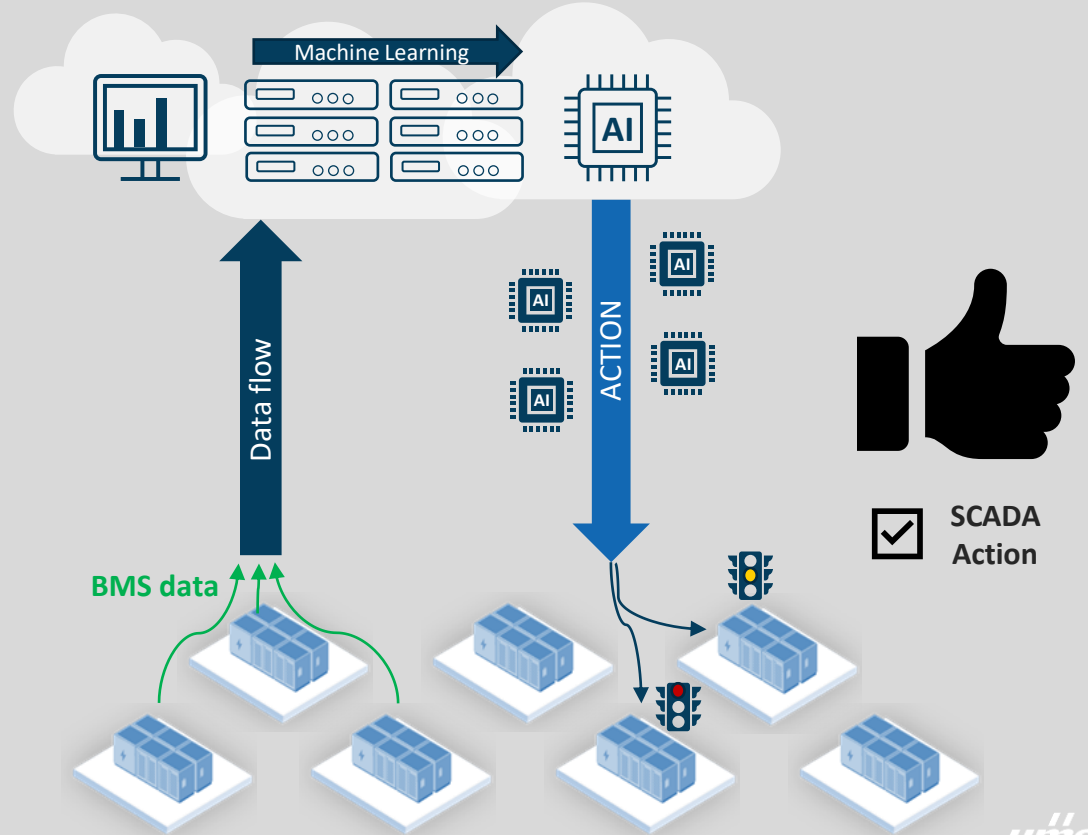 Machine Learning
AI
AI
AI
AI
AI
Data flow
ACTION
SCADA
Action
BMS data